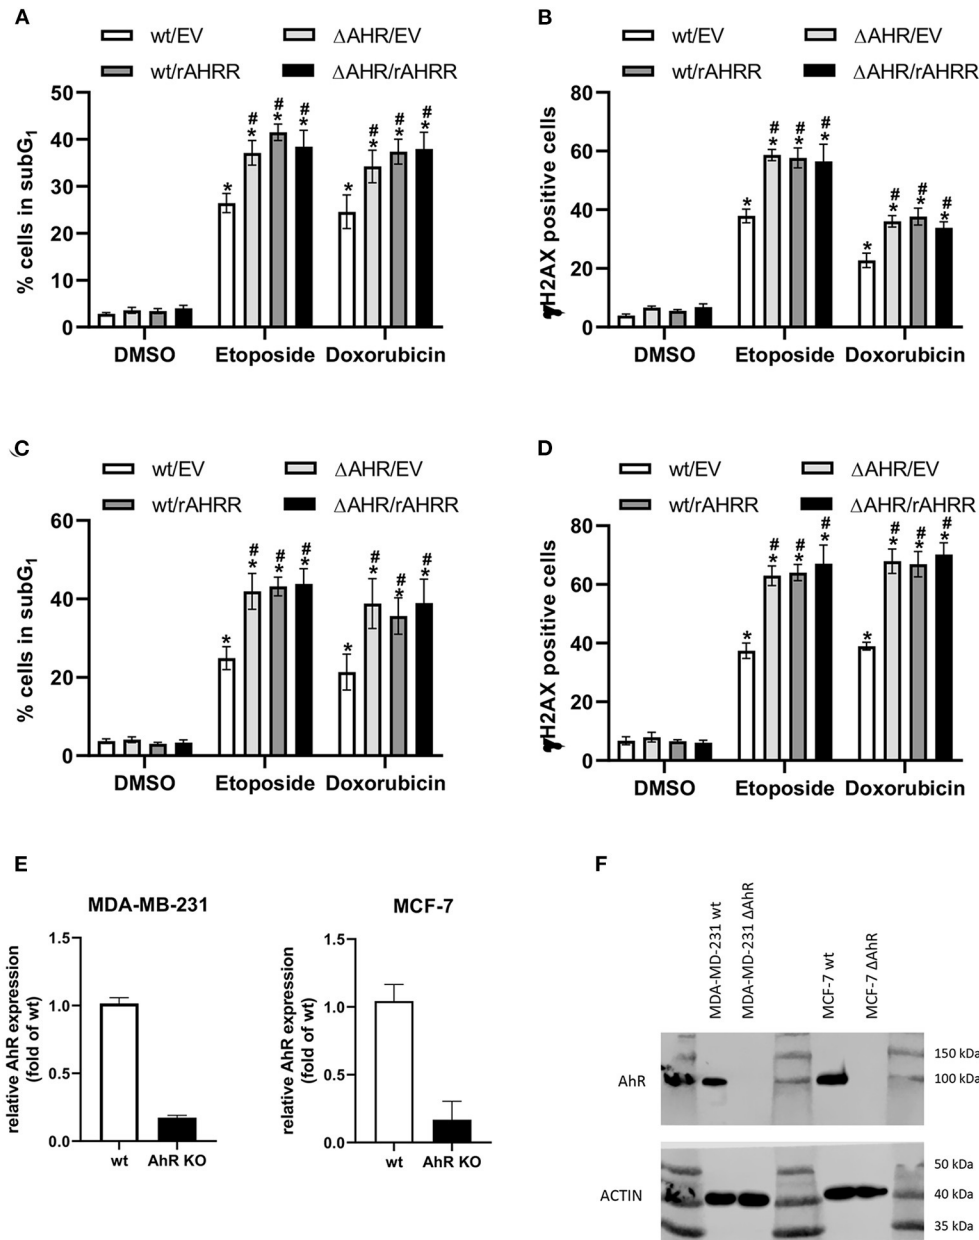 A
wt/EV
ΔAHR/EV
wt/rAHRR
ΔAHR/rAHRR
% cells in subG1
50
40
30
20
10
0
#
*
DMSO
Etoposide
Doxorubicin
B
wt/EV
ΔAHR/EV
wt/rAHRR
ΔAHR/rAHRR
γH2AX positive cells
80
60
40
20
0
#
*
DMSO
Etoposide
Doxorubicin
C
wt/EV
ΔAHR/EV
wt/rAHRR
ΔAHR/rAHRR
% cells in subG1
60
40
20
0
#
*
DMSO
Etoposide
Doxorubicin
D
wt/EV
ΔAHR/EV
wt/rAHRR
ΔAHR/rAHRR
γH2AX positive cells
80
60
40
20
0
#
*
DMSO
Etoposide
Doxorubicin
E
MDA-MB-231
relative AhR expression
(fold of wt)
1.5
1.0
0.5
0.0
wt
AhR KO
MCF-7
relative AhR expression
(fold of wt)
1.5
1.0
0.5
0.0
wt
AhR KO
F
MDA-MD-231 wt
MDA-MD-231 ΔAhR
MCF-7 wt
MCF-7 ΔAhR
AhR
150 kDa
100 kDa
ACTIN
50 kDa
40 kDa
35 kDa